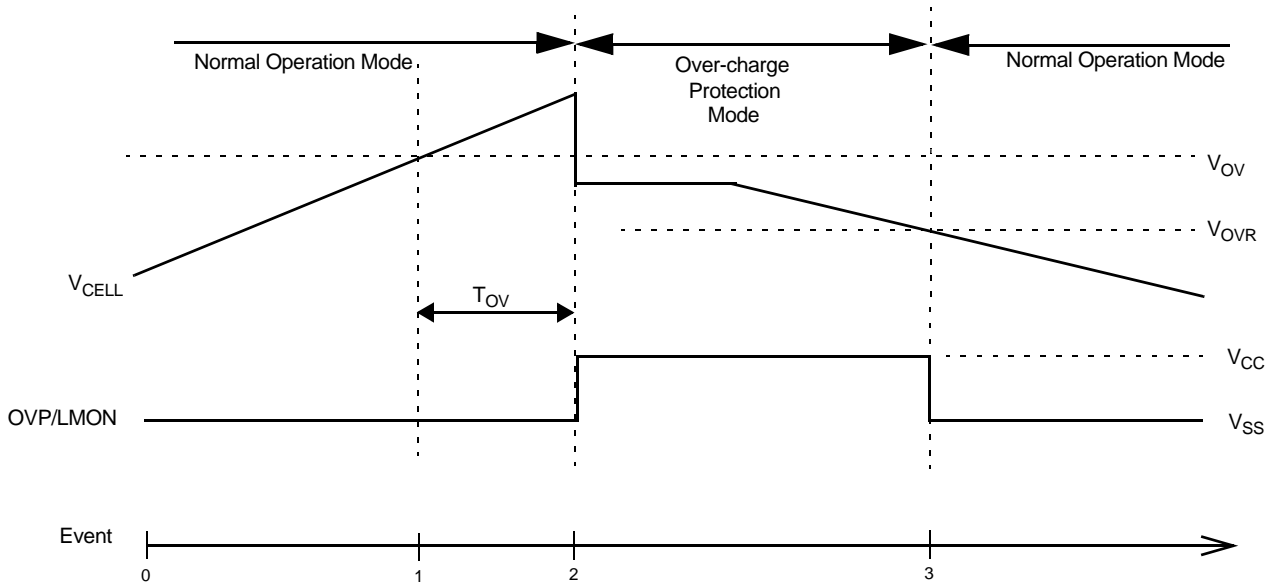 Normal Operation Mode
Over-charge
Protection
Mode
Normal Operation Mode
VOV
VOVR
VCELL
TOV
VCC
OVP/LMON
VSS
Event
0
1
2
3